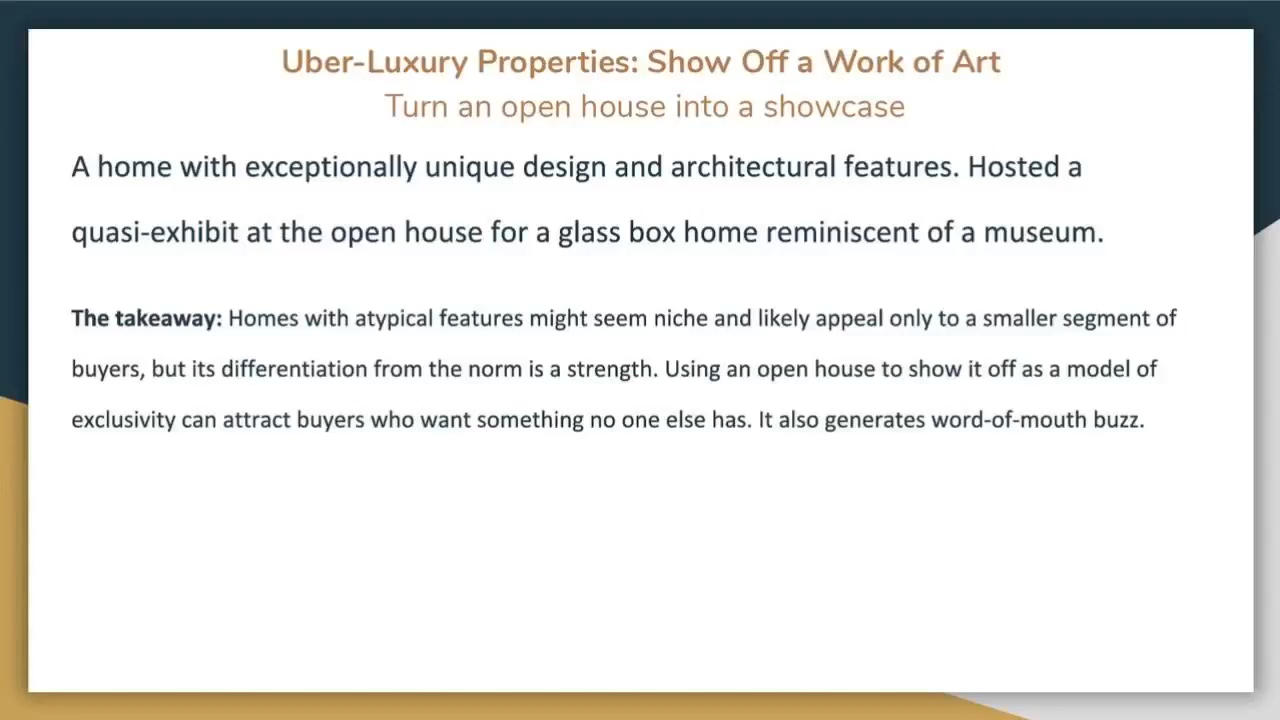 Uber-Luxury Properties: Show Off a Work of Art
Turn an open house into a showcase
A home with exceptionally unique design and architectural features. Hosted a
quasi-exhibit at the open house for a glass box home reminiscent of a museum.
The takeaway: Homes with atypical features might seem niche and likely appeal only to a smaller segment of
buyers, but its differentiation from the norm is a strength. Using an open house to show it off as a model of
exclusivity can attract buyers who want something no one else has. It also generates word-of-mouth buzz.